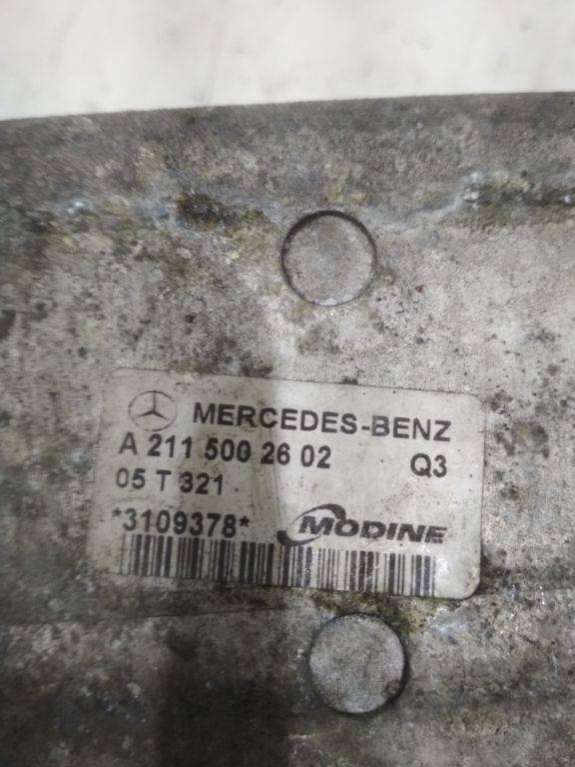 MERCEDES-BENZ
A 211 500 26 02 Q3
05 T 321
*3109378* MODINE